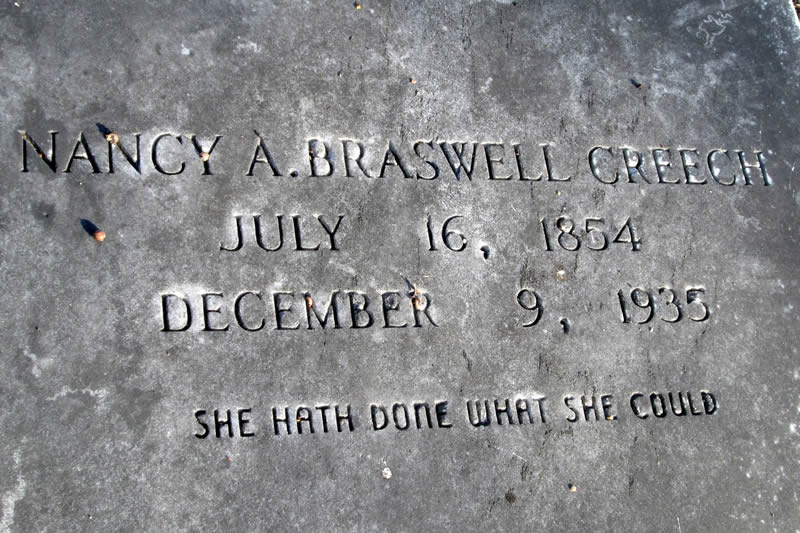 NANCY A. BRASWELL CREECH
JULY 16, 1854
DECEMBER 9, 1935
SHE HATH DONE WHAT SHE COULD